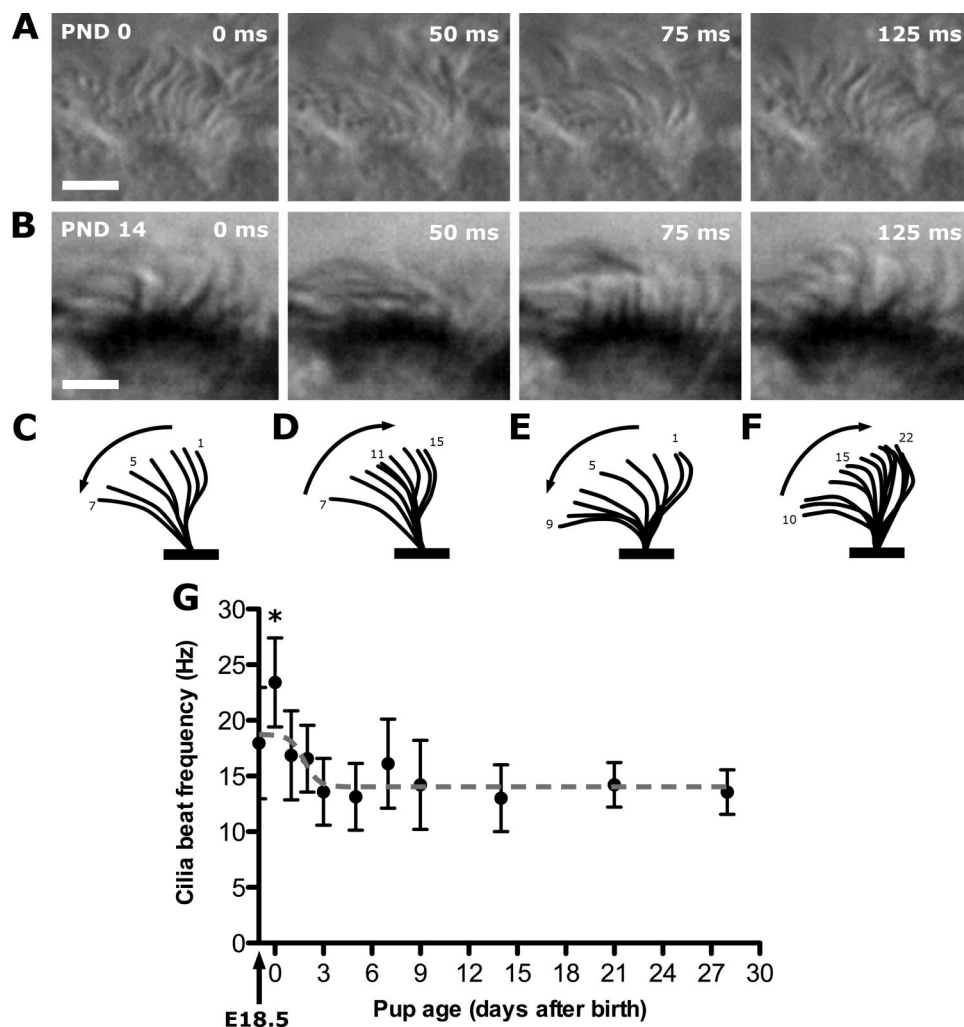 A PND 0 0 ms 50 ms 75 ms 125 ms
B PND 14 0 ms 50 ms 75 ms 125 ms
C D E F
1 5 7
7 11 15
1 5 9
10 15 22
G
*
Cilia beat frequency (Hz)
30
25
20
15
10
5
0
0 3 6 9 12 15 18 21 24 27 30
Pup age (days after birth)
E18.5